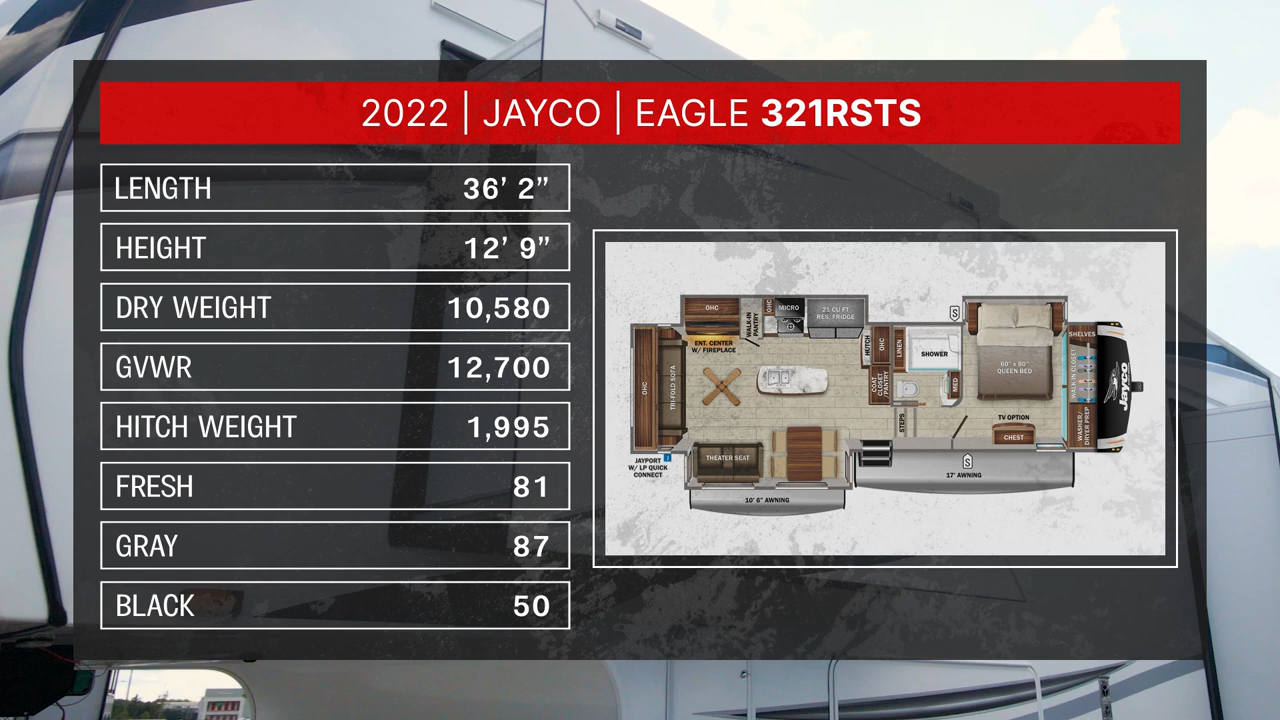 2022 | JAYCO | EAGLE 321RSTS
LENGTH 36’ 2”
HEIGHT 12’ 9”
DRY WEIGHT 10,580
GVWR 12,700
HITCH WEIGHT 1,995
FRESH 81
GRAY 87
BLACK 50
OHC
WALK-IN PANTRY
OHC
MICRO
21 CU FT
RES. FRIDGE
ENT. CENTER
W/ FIREPLACE
OHC
TRI-FOLD SOFA
HUTCH
OHC
LINEN
SHOWER
S
60" x 80"
QUEEN BED
SHELVES
WALK-IN CLOSET
WASHER/
DRYER PREP
Jayco
COAT
CLOSET
/PANTRY
MED
STEPS
TV OPTION
CHEST
THEATER SEAT
JAYPORT
W/ LP QUICK
CONNECT
S
17' AWNING
10' 6" AWNING